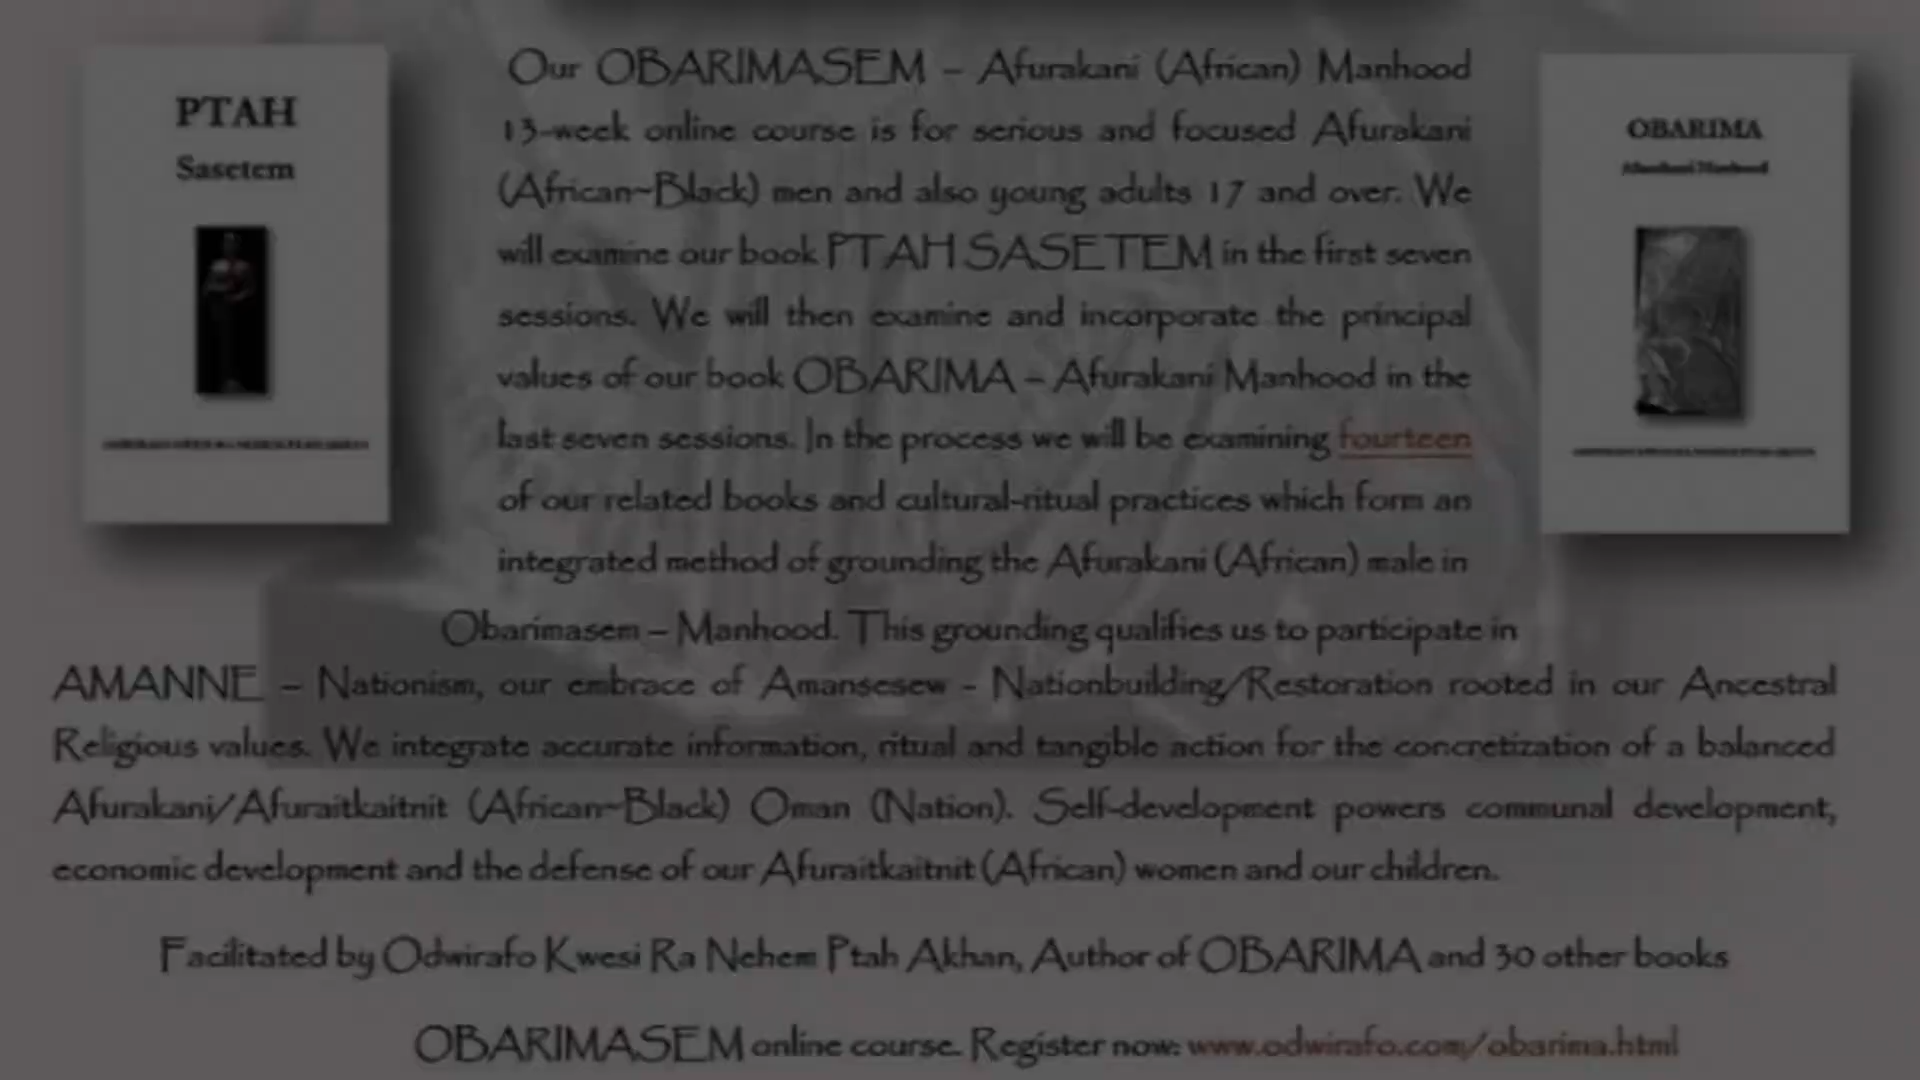 PTAH
Sasetem
OBARIMA
Afurakani Manhood
Our OBARIMASEM – Afurakani (African) Manhood
13-week online course is for serious and focused Afurakani
(African~Black) men and also young adults 17 and over. We
will examine our book PTAH SASETEM in the first seven
sessions. We will then examine and incorporate the principal
values of our book OBARIMA – Afurakani Manhood in the
last seven sessions. In the process we will be examining fourteen
of our related books and cultural-ritual practices which form an
integrated method of grounding the Afurakani (African) male in
Obarimasem – Manhood. This grounding qualifies us to participate in
AMANNE – Nationism, our embrace of Amansesew - Nationbuilding/Restoration rooted in our Ancestral
Religious values. We integrate accurate information, ritual and tangible action for the concretization of a balanced
Afurakani/Afuraitkaitnit (African~Black) Oman (Nation). Self-development powers communal development,
economic development and the defense of our Afuraitkaitnit (African) women and our children.
Facilitated by Odwirafo Kwesi Ra Nehem Ptah Akhan, Author of OBARIMA and 30 other books
OBARIMASEM online course. Register now: www.odwirafo.com/obarima.html